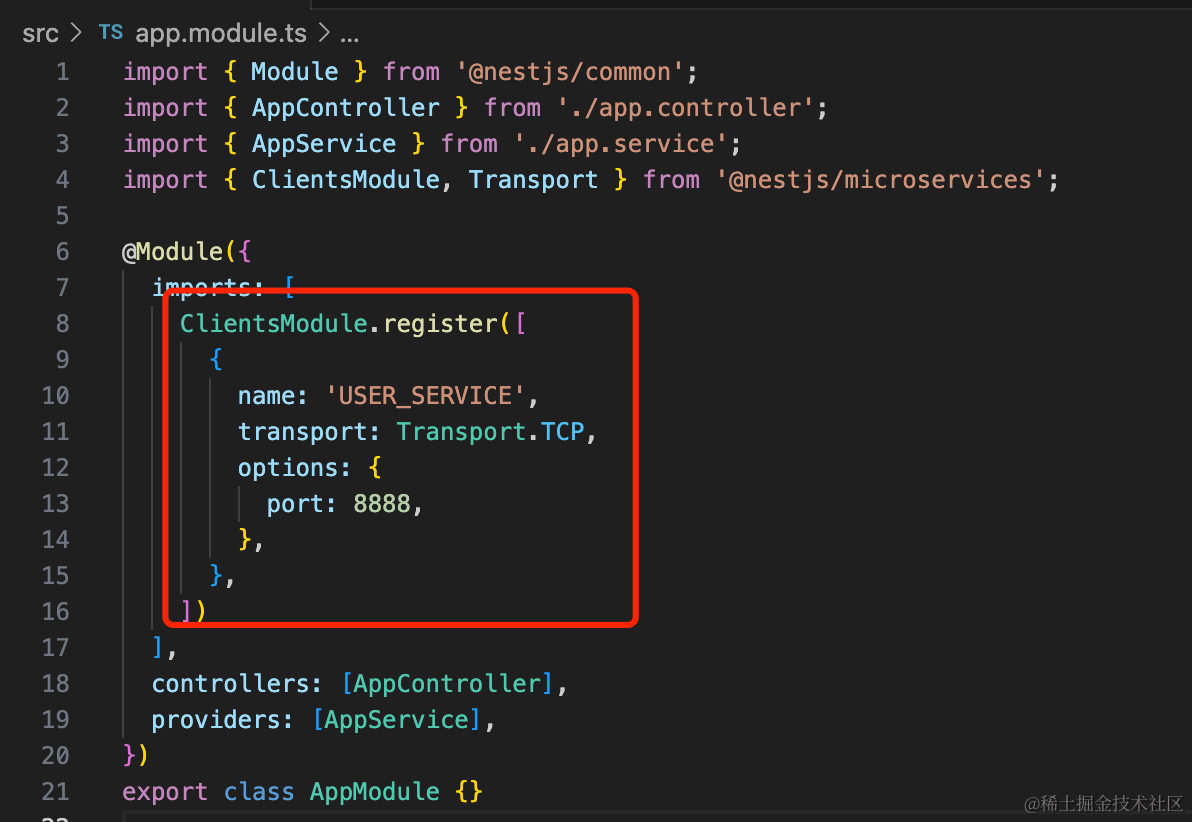 src > TS app.module.ts > ...
1 import { Module } from '@nestjs/common';
2 import { AppController } from './app.controller';
3 import { AppService } from './app.service';
4 import { ClientsModule, Transport } from '@nestjs/microservices';
5
6 @Module({
7   imports: [
8     ClientsModule.register([
9       {
10         name: 'USER_SERVICE',
11         transport: Transport.TCP,
12         options: {
13           port: 8888,
14         },
15       },
16     ])
17   ],
18   controllers: [AppController],
19   providers: [AppService],
20 })
21 export class AppModule {}
22
@稀土掘金技术社区